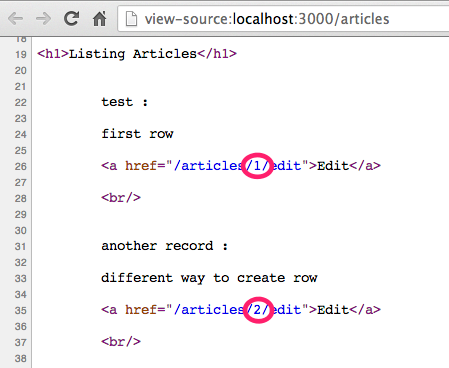 view-source:localhost:3000/articles
18
19 <h1>Listing Articles</h1>
20
21
22 test :
23
24 first row
25
26 <a href="/articles/1/edit">Edit</a>
27
28 <br/>
29
30
31 another record :
32
33 different way to create row
34
35 <a href="/articles/2/edit">Edit</a>
36
37 <br/>
38